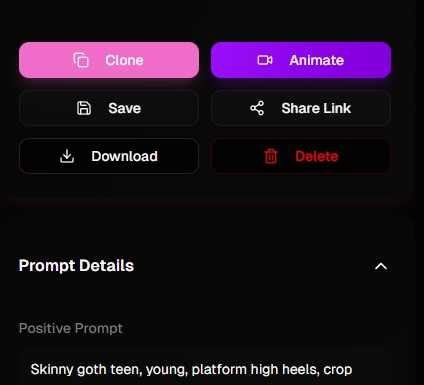 Clone
Animate
Save
Share Link
Download
Delete
Prompt Details
Positive Prompt
Skinny goth teen, young, platform high heels, crop